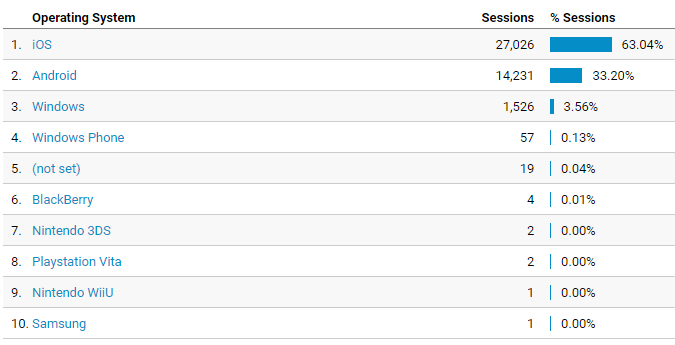 Operating System Sessions % Sessions
1. iOS 27,026 63.04%
2. Android 14,231 33.20%
3. Windows 1,526 3.56%
4. Windows Phone 57 0.13%
5. (not set) 19 0.04%
6. BlackBerry 4 0.01%
7. Nintendo 3DS 2 0.00%
8. Playstation Vita 2 0.00%
9. Nintendo WiiU 1 0.00%
10. Samsung 1 0.00%